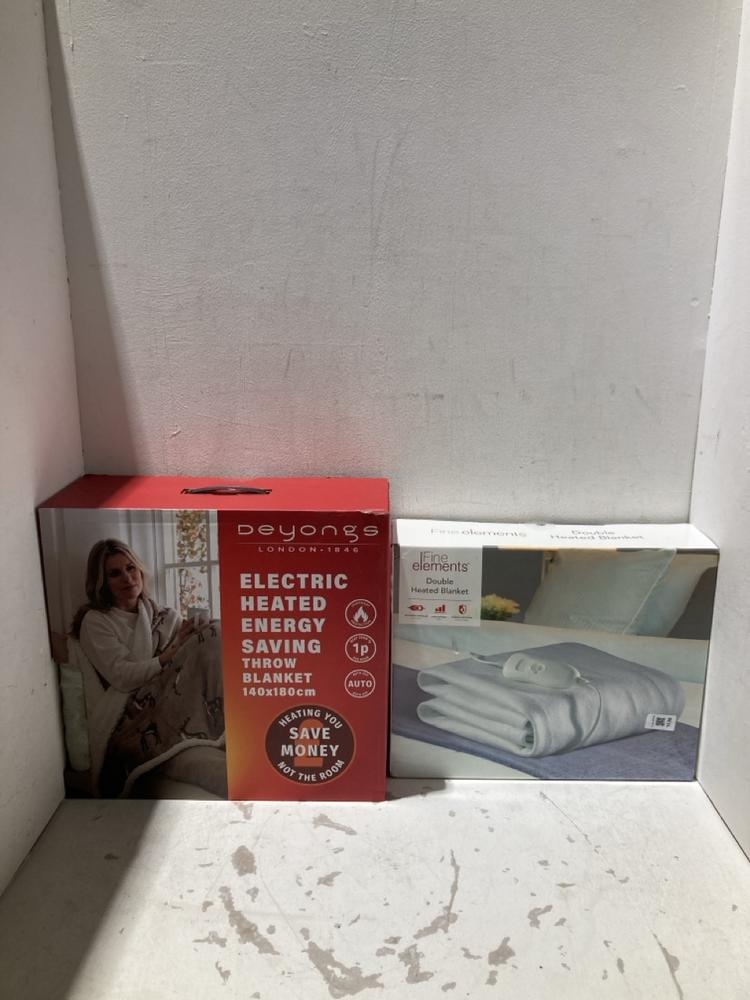 Deyongs
LONDON • 1846
ELECTRIC
HEATED
ENERGY
SAVING
THROW
BLANKET
140x180cm
1p
AUTO
HEATING YOU
SAVE
MONEY
NOT THE ROOM
Fine elements
Double
Heated Blanket
Fine
elements
Double
Heated Blanket